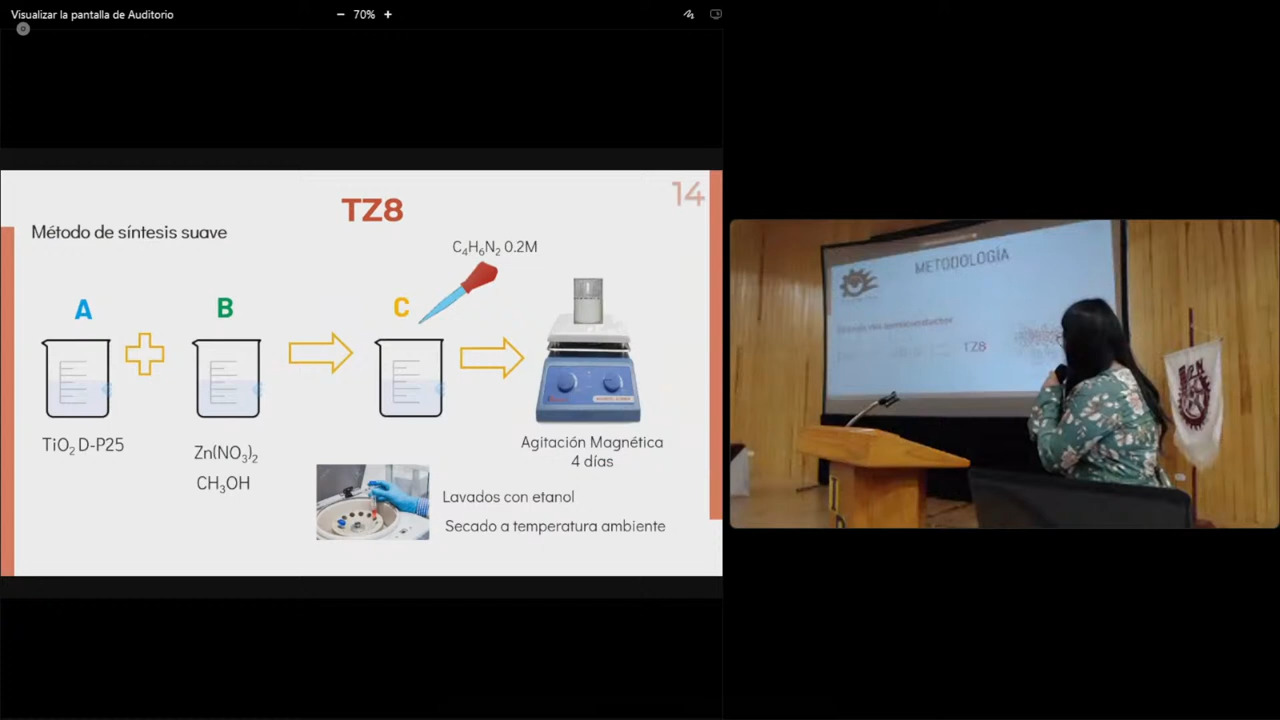 Visualizar la pantalla de Auditorio
− 70% +
14
TZ8
Método de síntesis suave
C₄H₆N₂ 0.2M
A
B
C
TiO₂ D-P25
Zn(NO₃)₂
CH₃OH
Agitación Magnética
4 días
Lavados con etanol
Secado a temperatura ambiente
METODOLOGÍA
TZ8